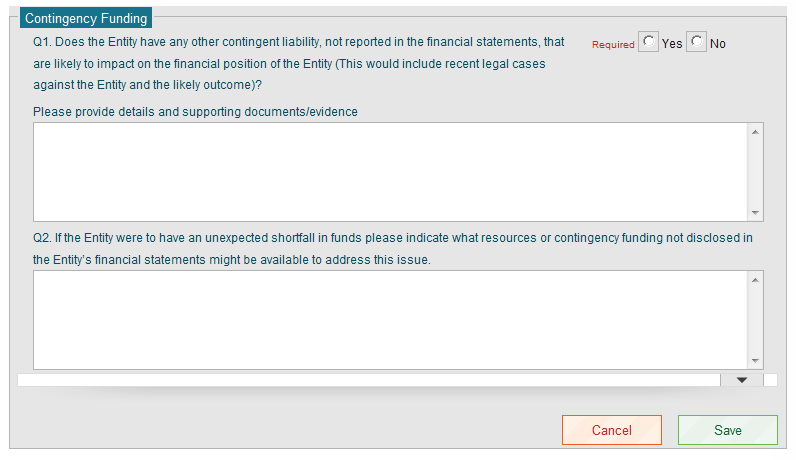 Contingency Funding
Q1. Does the Entity have any other contingent liability, not reported in the financial statements, that
Required Yes No
are likely to impact on the financial position of the Entity (This would include recent legal cases
against the Entity and the likely outcome)?
Please provide details and supporting documents/evidence
Q2. If the Entity were to have an unexpected shortfall in funds please indicate what resources or contingency funding not disclosed in
the Entity's financial statements might be available to address this issue.
Cancel Save